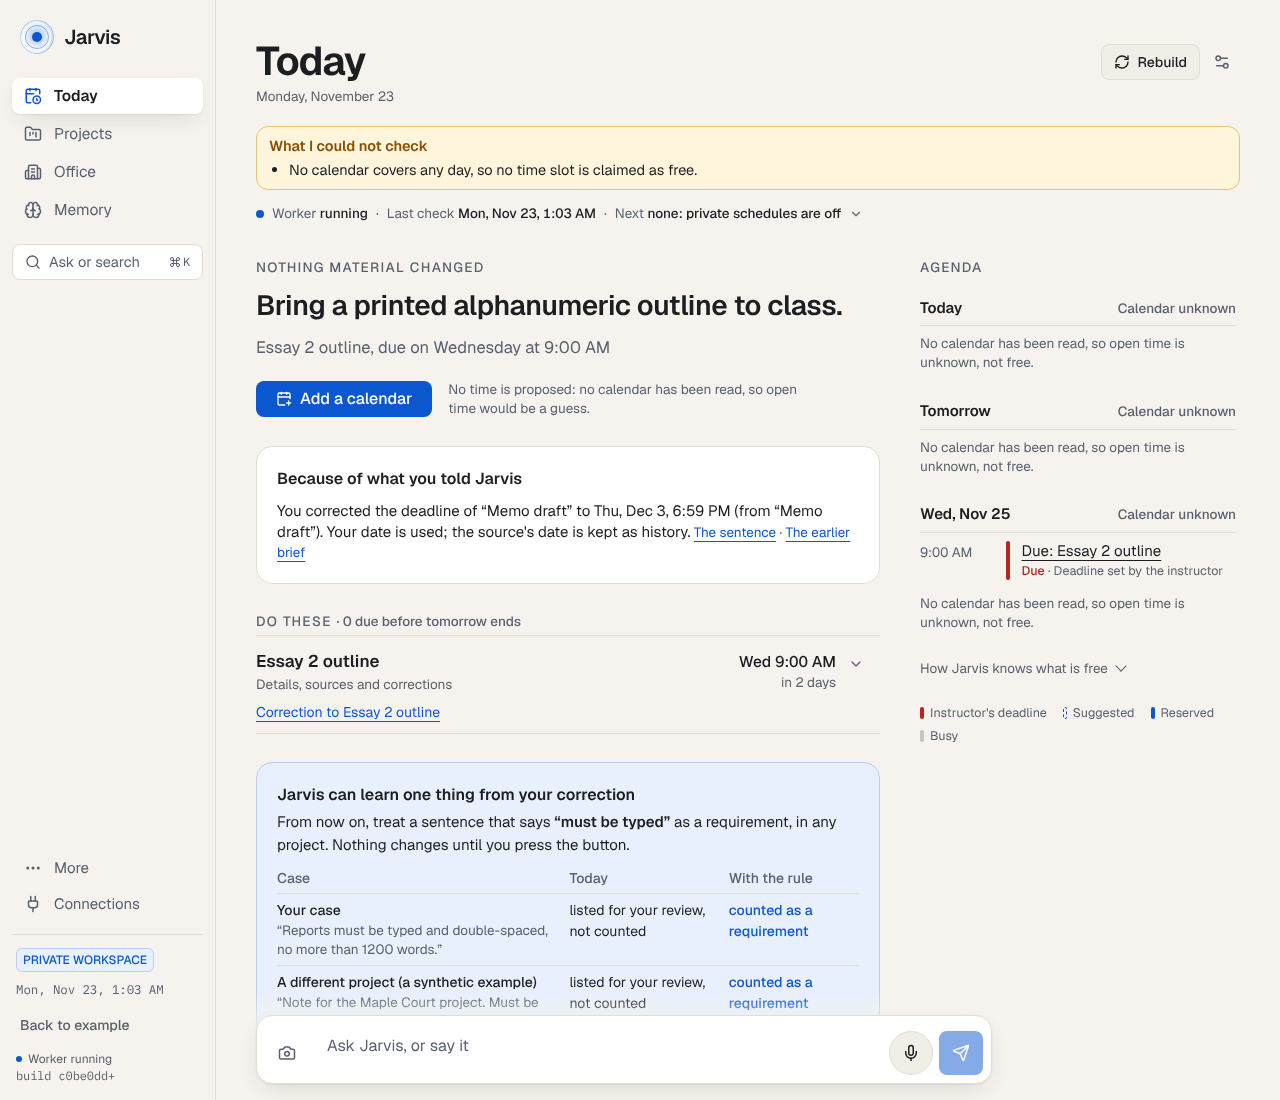 Jarvis
Today
Projects
Office
Memory
Ask or search ⌘ K
More
Connections
PRIVATE WORKSPACE
Mon, Nov 23, 1:03 AM
Back to example
Worker running
build c0be0dd+
Today
Monday, November 23
Rebuild
What I could not check
• No calendar covers any day, so no time slot is claimed as free.
Worker running · Last check Mon, Nov 23, 1:03 AM · Next none: private schedules are off
NOTHING MATERIAL CHANGED
Bring a printed alphanumeric outline to class.
Essay 2 outline, due on Wednesday at 9:00 AM
Add a calendar
No time is proposed: no calendar has been read, so open
time would be a guess.
Because of what you told Jarvis
You corrected the deadline of “Memo draft” to Thu, Dec 3, 6:59 PM (from “Memo
draft”). Your date is used; the source's date is kept as history. The sentence · The earlier
brief
DO THESE · 0 due before tomorrow ends
Essay 2 outline
Wed 9:00 AM
Details, sources and corrections
in 2 days
Correction to Essay 2 outline
Jarvis can learn one thing from your correction
From now on, treat a sentence that says “must be typed” as a requirement, in any
project. Nothing changes until you press the button.
Case Today With the rule
Your case
“Reports must be typed and double-spaced,
no more than 1200 words.”
listed for your review,
not counted
counted as a
requirement
A different project (a synthetic example)
“Note for the Maple Court project. Must be
listed for your review,
not counted
counted as a
requirement
Ask Jarvis, or say it
AGENDA
Today Calendar unknown
No calendar has been read, so open time is
unknown, not free.
Tomorrow Calendar unknown
No calendar has been read, so open time is
unknown, not free.
Wed, Nov 25 Calendar unknown
9:00 AM
Due: Essay 2 outline
Due · Deadline set by the instructor
No calendar has been read, so open time is
unknown, not free.
How Jarvis knows what is free
Instructor's deadline Suggested Reserved
Busy